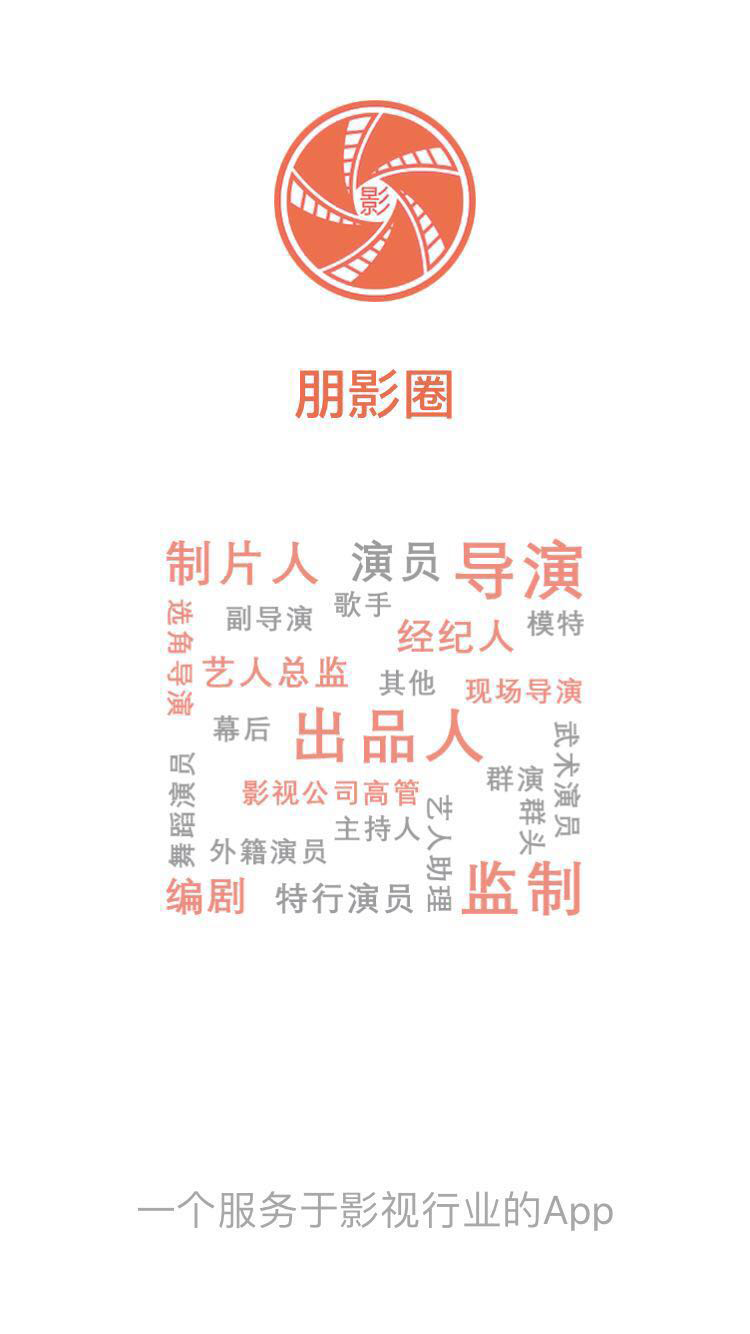 影
朋影圈
制片人
演员
导演
选角导演
副导演
歌手
经纪人
模特
艺人总监
其他
现场导演
幕后
出品人
武术演员
舞蹈演员
影视公司高管
群演
群头
主持人
艺人助理
外籍演员
编剧
特行演员
监制
一个服务于影视行业的App